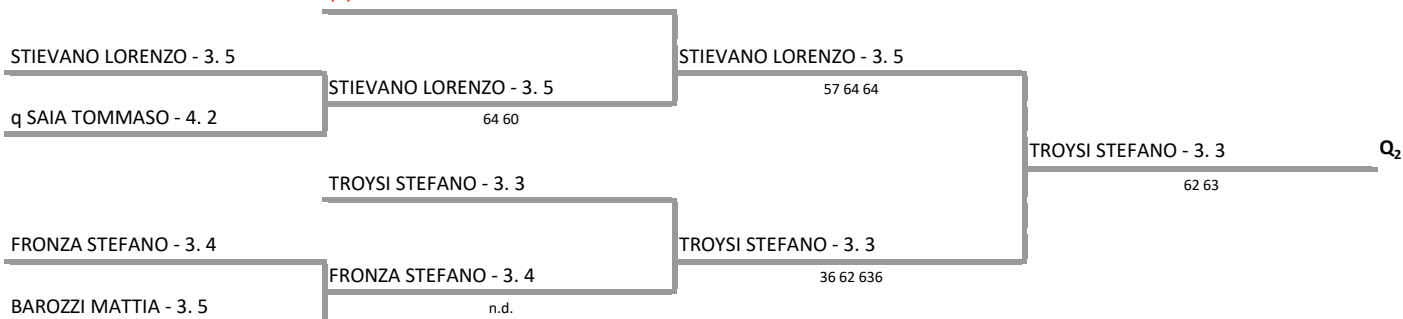 STIEVANO LORENZO - 3. 5
STIEVANO LORENZO - 3. 5
STIEVANO LORENZO - 3. 5
57 64 64
q SAIA TOMMASO - 4. 2
64 60
TROYSI STEFANO - 3. 3
Q₂
TROYSI STEFANO - 3. 3
62 63
FRONZA STEFANO - 3. 4
TROYSI STEFANO - 3. 3
FRONZA STEFANO - 3. 4
36 62 636
BAROZZI MATTIA - 3. 5
n.d.